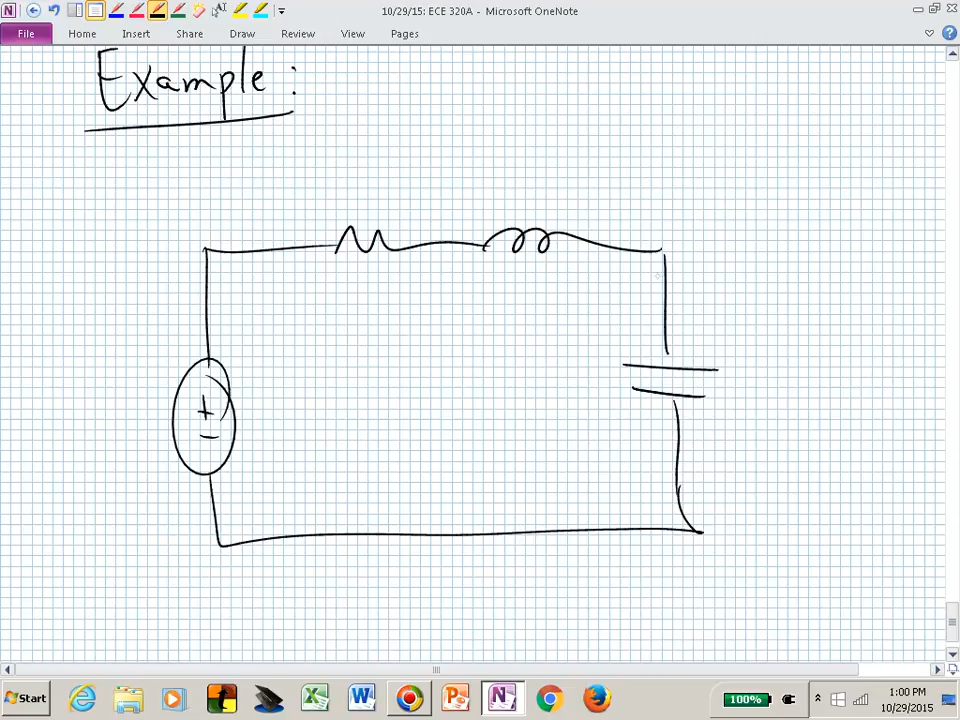 10/29/15: ECE 320A - Microsoft OneNote
File Home Insert Share Draw Review View Pages
Example:
+
-
Start 100% 1:00 PM
10/29/2015